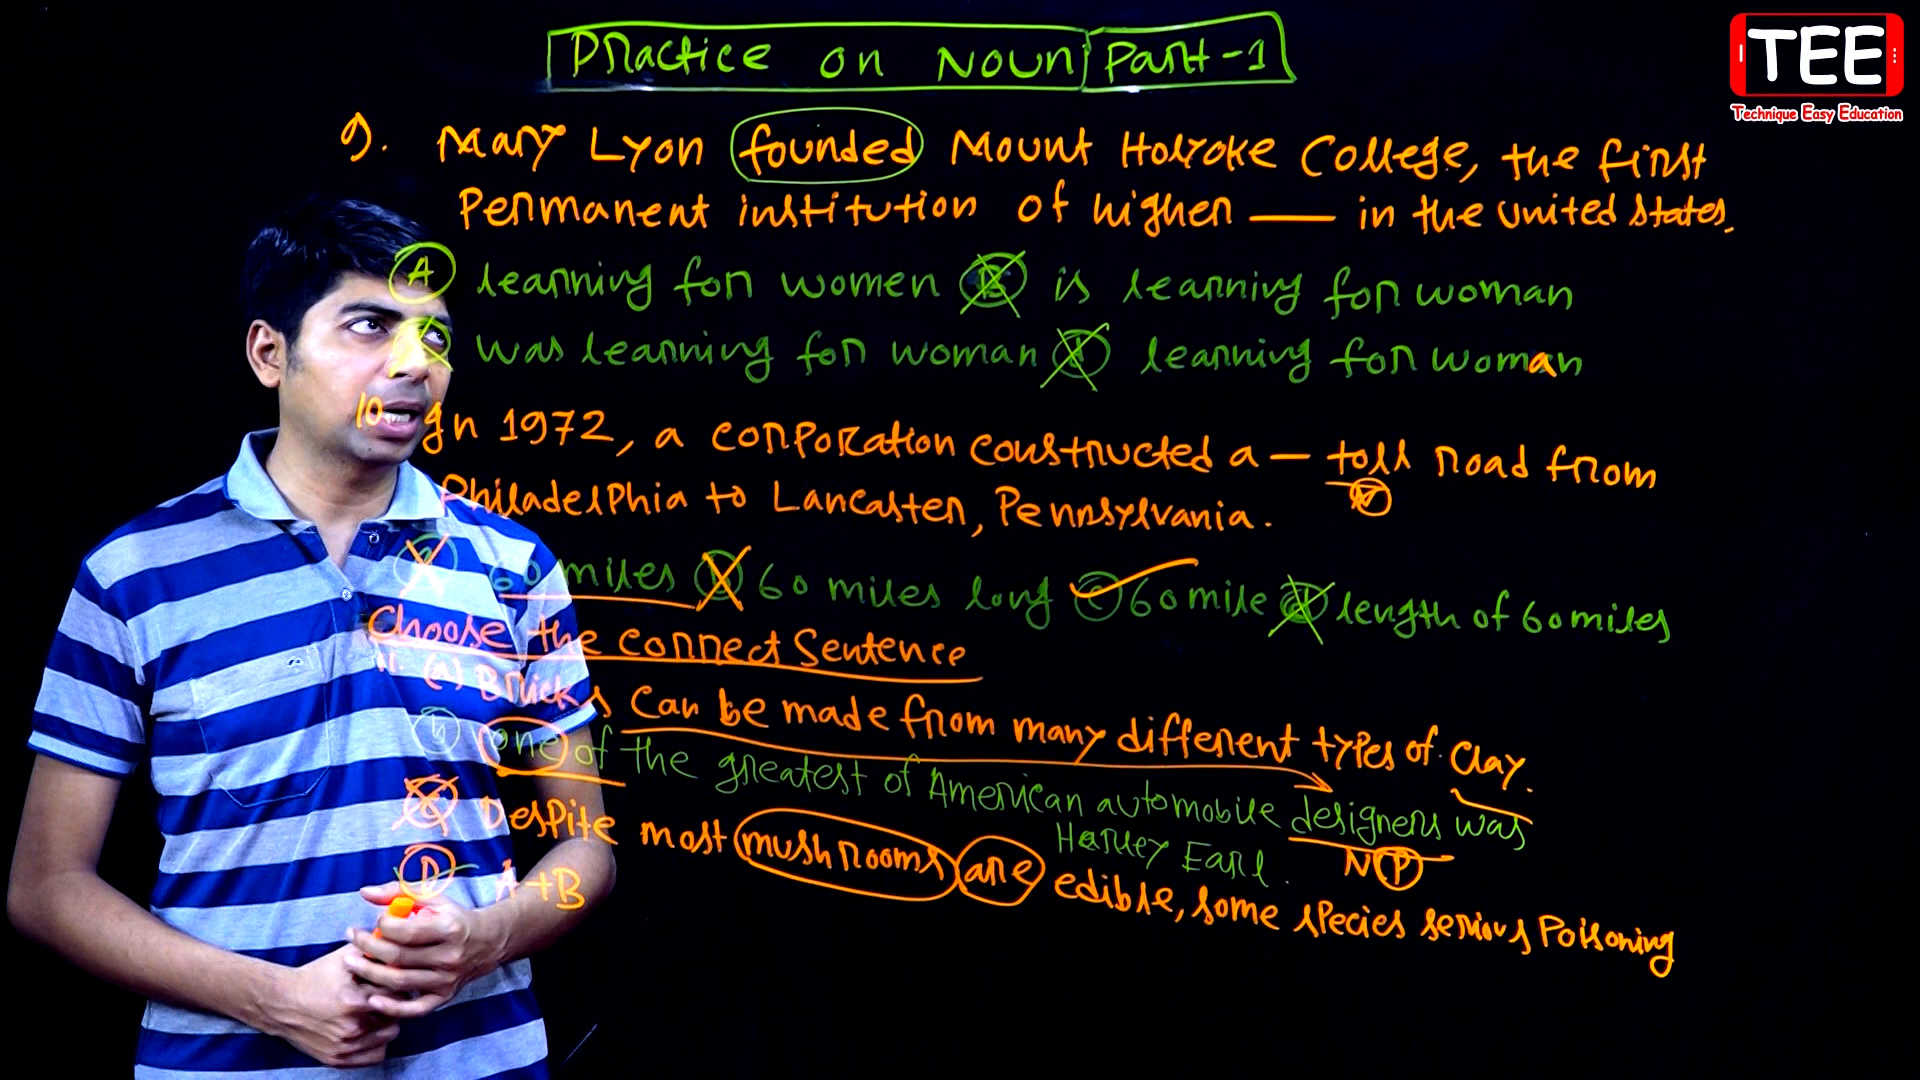 Practice on Noun Part-1
TEE
Technique Easy Education
9. Mary Lyon founded Mount Holyoke College, the first
permanent institution of higher ___ in the united states.
A learning for women B is learning for woman
was learning for woman learning for woman
10. In 1972, a corporation constructed a — toll road from
Philadelphia to Lancaster, Pennsylvania.
60 miles b 60 miles long c 60 mile d length of 60 miles
Choose the correct sentence
11. (a) Bricks can be made from many different types of clay.
b one of the greatest of American automobile designers was
Harley Earl.
N P
c Despite most mushrooms are edible, some species serious poisoning
D A+B